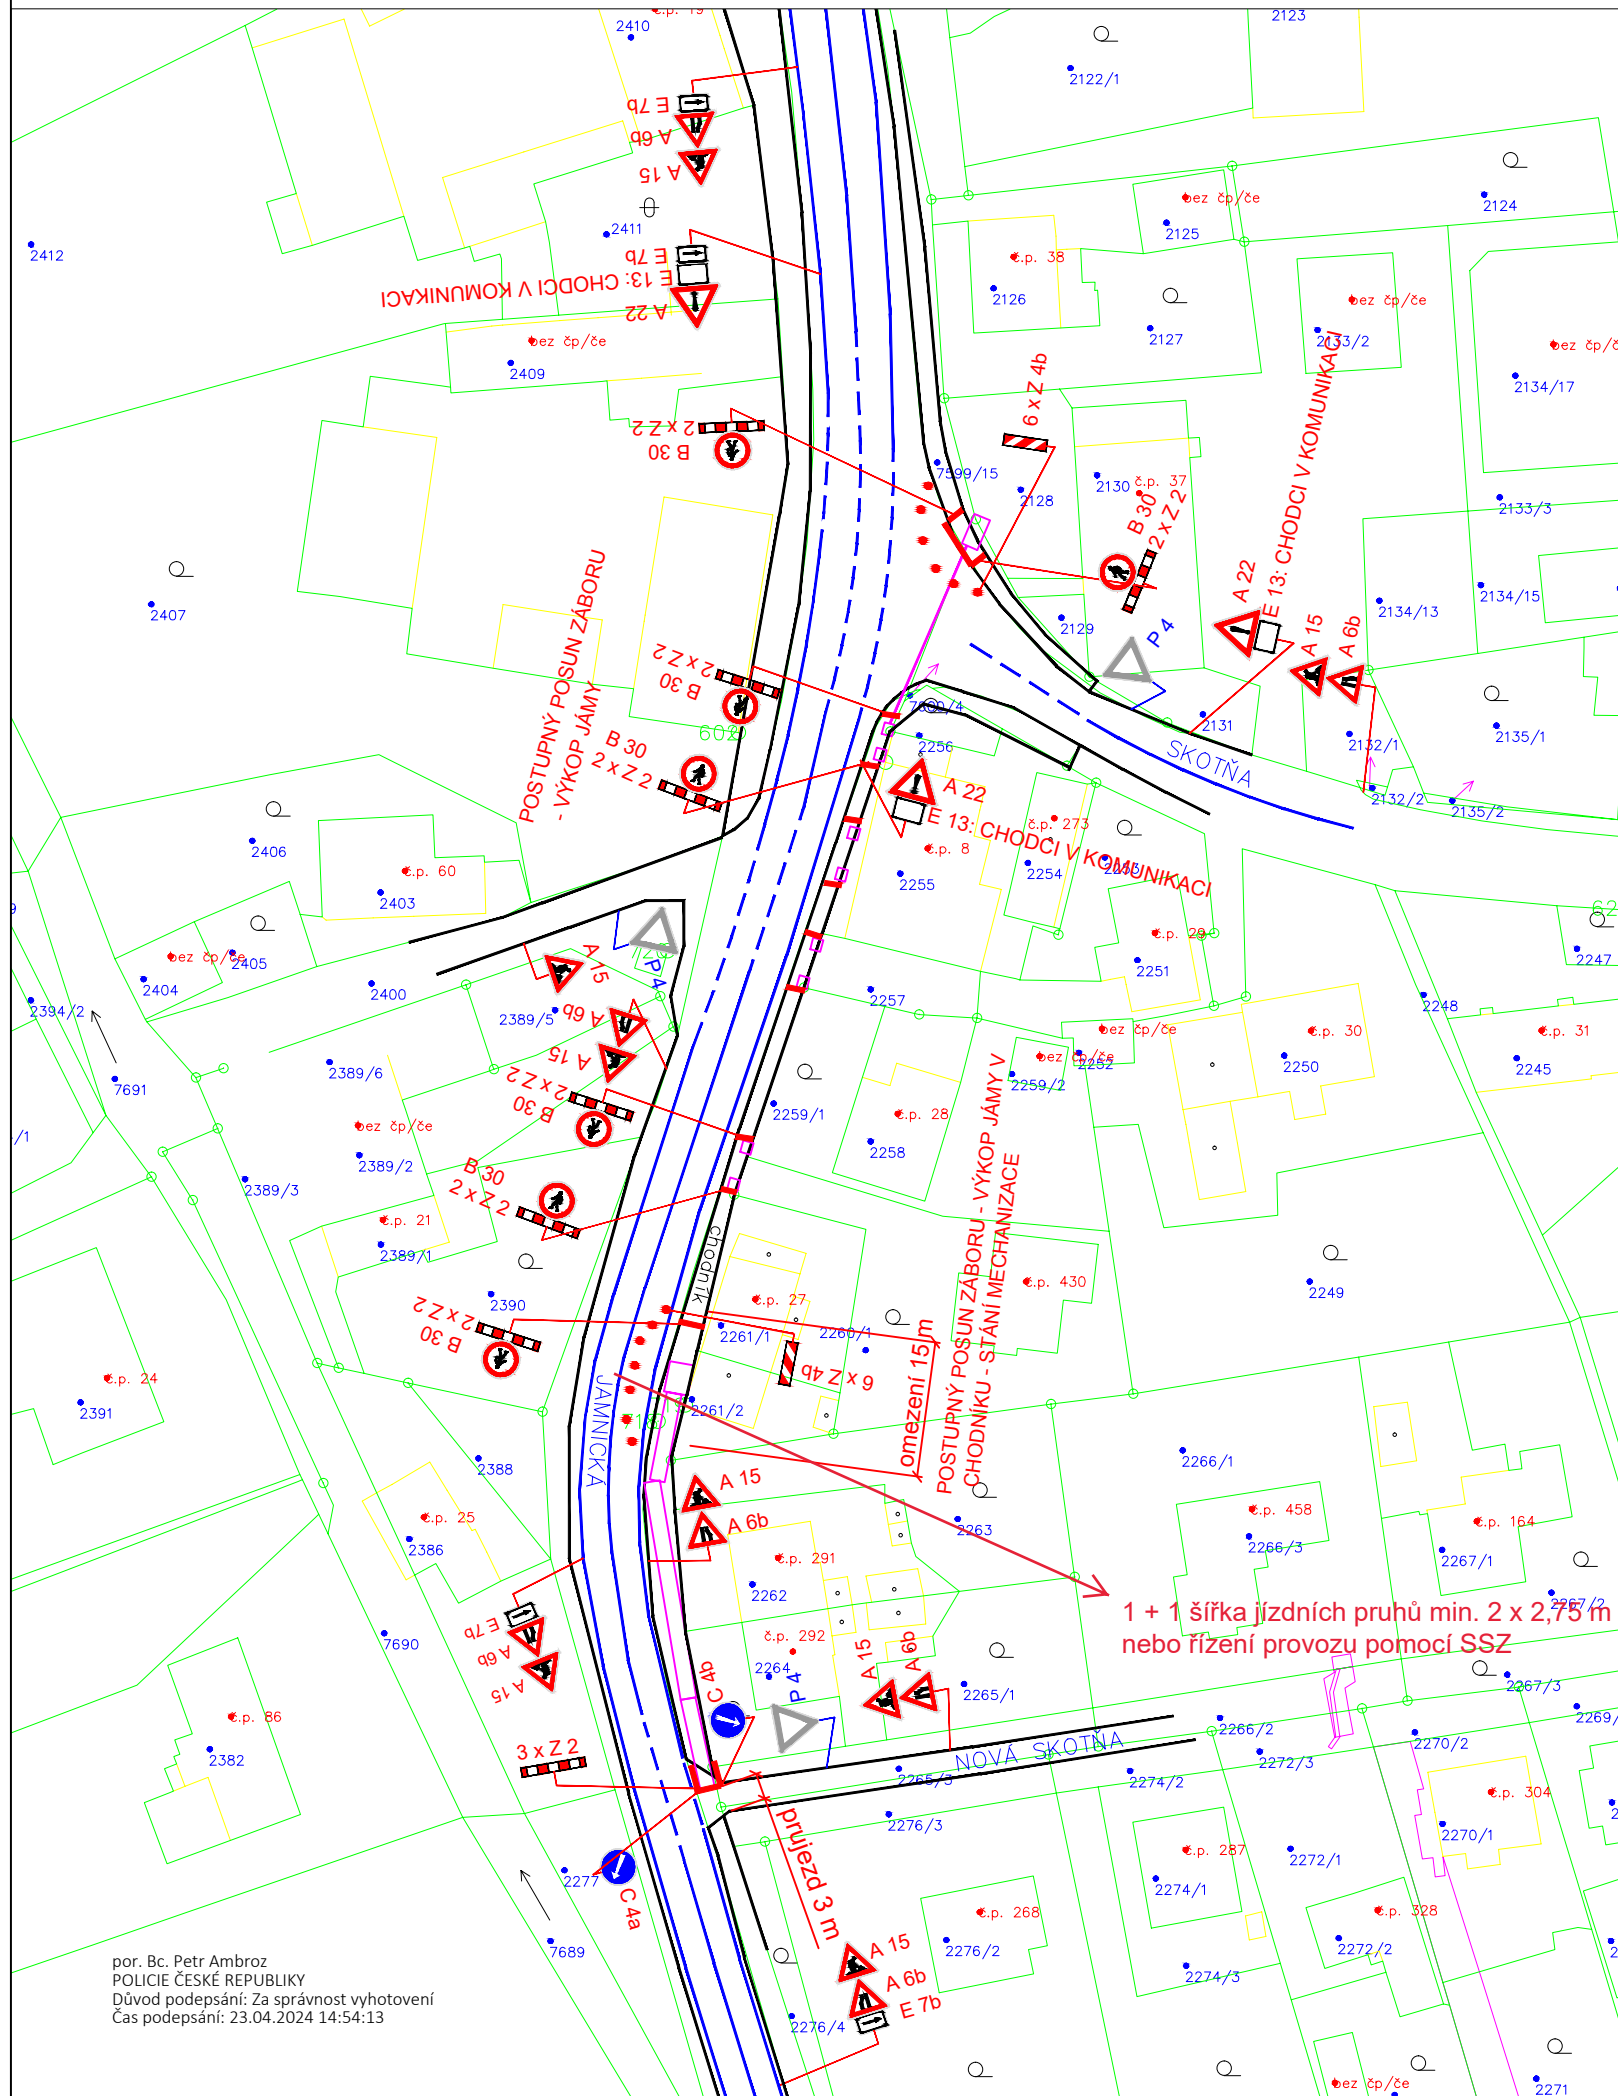 č.p. 19
2410
2123
2122/1
E 7b
A 6b
A 15
bez čp/če
2124
2125
2411
2412
E 7b
E 13: CHODCI V KOMUNIKACI
A 22
č.p. 38
2126
bez čp/če
2127
2133/2
bez čp/če
2409
bez čp/č
2134/17
6 x Z 4b
2 x Z 2
B 30
E 13: CHODCI V KOMUNIKACI
7599/15
2128
2130
č.p. 37
B 30
2 x Z 2
2133/3
POSTUPNÝ POSUN ZÁBORU
- VÝKOP JÁMY
2407
A 22
2134/13
2134/15
2129
P 4
A 15
A 6b
2 x Z 2
B 30
7600/4
2131
2132/1
2135/1
602
2256
SKOTŇA
B 30
2 x Z 2
A 22
E 13: CHODCI V KOMUNIKACI
2132/2
2135/2
č.p. 273
č.p. 8
2406
č.p. 60
2403
2255
2254
2253
62
bez čp/če
2405
2404
č.p. 29
2251
2247
A 15
P 4
2400
2257
2248
2394/2
2389/5
A 6b
bez čp/če
č.p. 30
č.p. 31
A 15
bez čp/če
2252
2250
2245
2389/6
7691
2 x Z 2
B 30
2259/2
2259/1
č.p. 28
bez čp/če
2258
2389/2
2389/3
B 30
2 x Z 2
č.p. 21
2389/1
chodník
POSTUPNÝ POSUN ZÁBORU - VÝKOP JÁMY V
CHODNÍKU - STÁNÍ MECHANIZACE
č.p. 430
2249
2390
č.p. 27
2 x Z 2
B 30
2261/1
2260/1
6 x Z 4b
omezení 15 m
č.p. 24
2391
JAMNICKÁ
2261/2
2388
2266/1
A 15
A 6b
č.p. 25
2386
2263
č.p. 458
2266/3
č.p. 164
2267/1
č.p. 291
2262
2267/2
1 + 1 šířka jízdních pruhů min. 2 x 2,75 m
nebo řízení provozu pomocí SSZ
E 7b
A 6b
A 15
7690
č.p. 292
2264
A 15
A 6b
2265/1
2267/3
C 4b
P 4
č.p. 86
2382
2266/2
2269/
3 x Z 2
NOVÁ SKOTŇA
2265/3
2274/2
2272/3
2270/2
č.p. 304
prujezd 3 m
2276/3
2270/1
2277
C 4a
č.p. 287
2274/1
2272/1
č.p. 268
2276/2
č.p. 328
2272/2
7689
A 15
A 6b
E 7b
2274/3
2276/4
por. Bc. Petr Ambroz
POLICIE ČESKÉ REPUBLIKY
Důvod podepsání: Za správnost vyhotovení
Čas podepsání: 23.04.2024 14:54:13
bez čp/če
2271